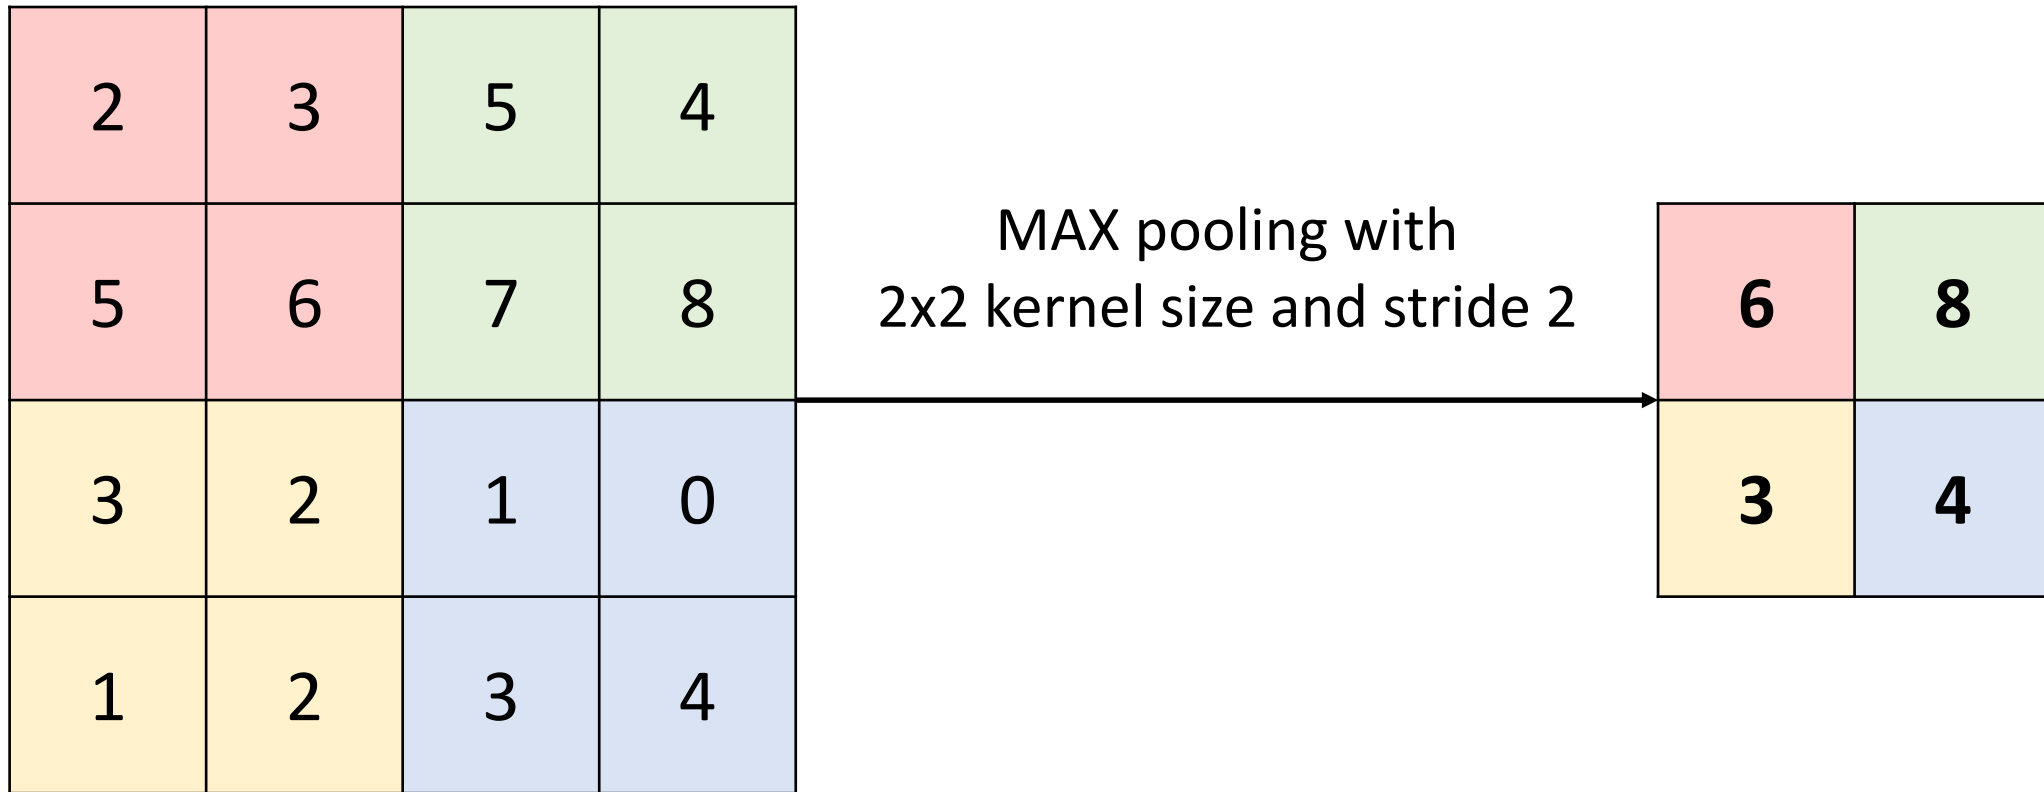 2 3 5 4
5 6 7 8
3 2 1 0
1 2 3 4
MAX pooling with
2x2 kernel size and stride 2
6 8
3 4